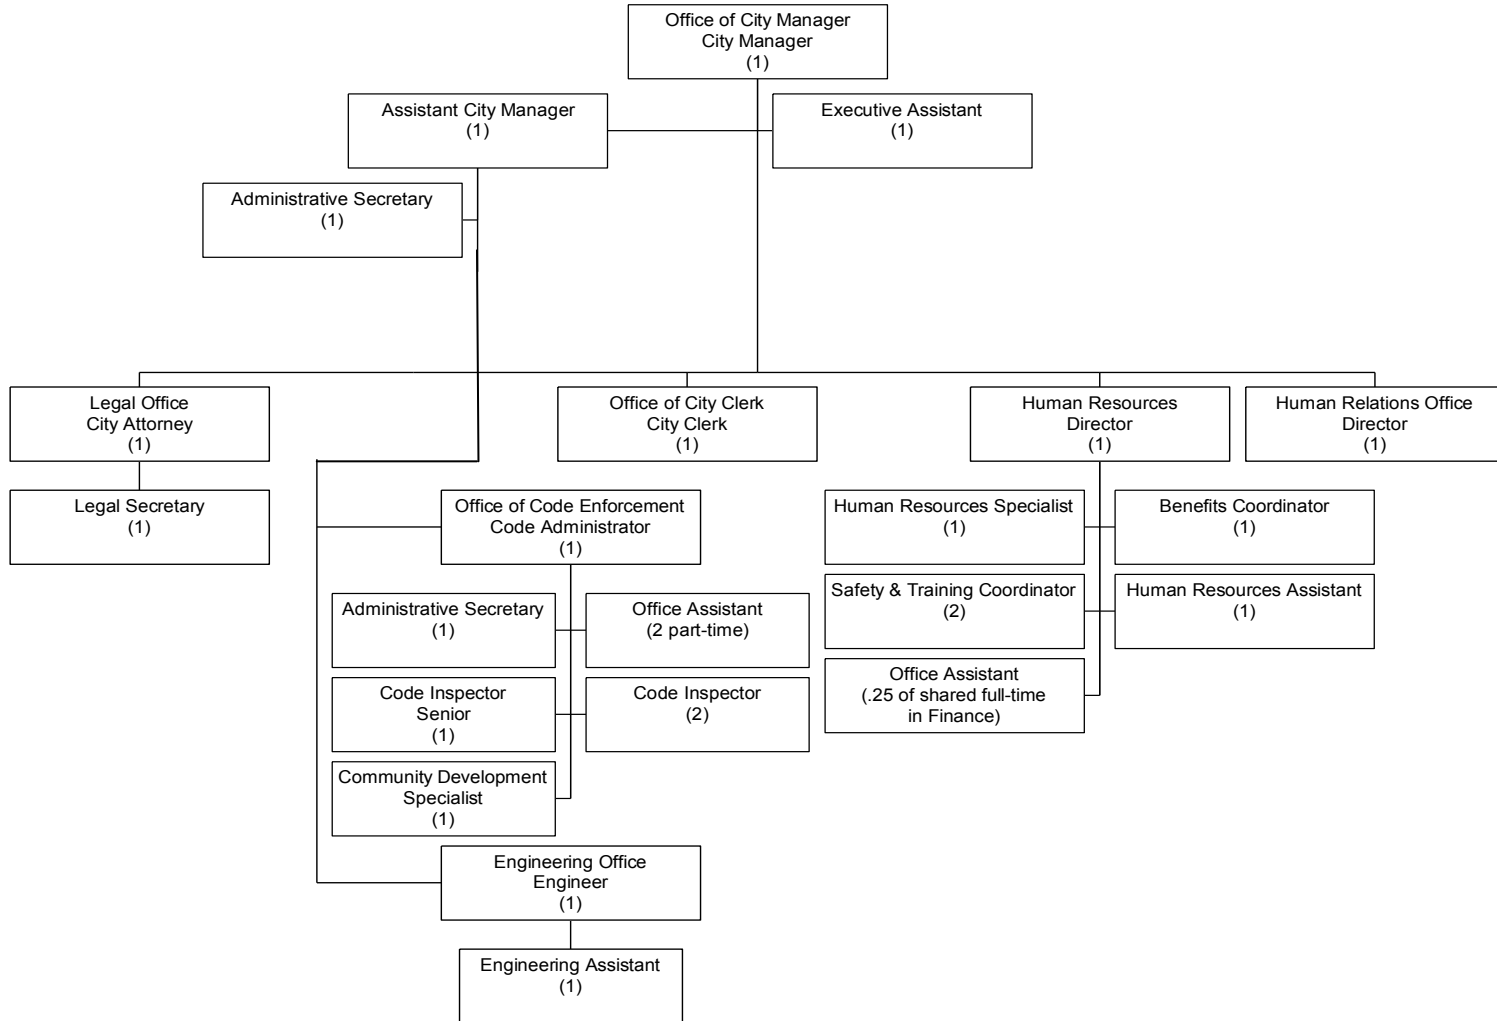 Office of City Manager
City Manager
(1)
Assistant City Manager
(1)
Executive Assistant
(1)
Administrative Secretary
(1)
Legal Office
City Attorney
(1)
Office of City Clerk
City Clerk
(1)
Human Resources
Director
(1)
Human Relations Office
Director
(1)
Legal Secretary
(1)
Office of Code Enforcement
Code Administrator
(1)
Human Resources Specialist
(1)
Benefits Coordinator
(1)
Administrative Secretary
(1)
Office Assistant
(2 part-time)
Safety & Training Coordinator
(2)
Human Resources Assistant
(1)
Code Inspector
Senior
(1)
Code Inspector
(2)
Office Assistant
(.25 of shared full-time
in Finance)
Community Development
Specialist
(1)
Engineering Office
Engineer
(1)
Engineering Assistant
(1)